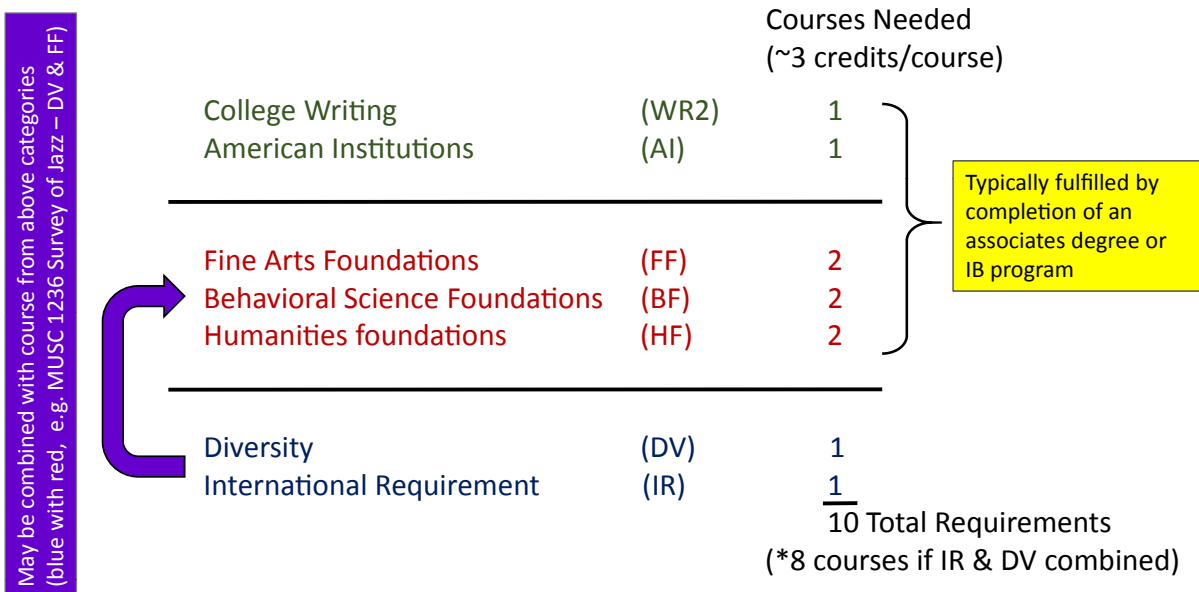 May be combined with course from above categories
(blue with red, e.g. MUSC 1236 Survey of Jazz – DV & FF)
Courses Needed
(~3 credits/course)
College Writing (WR2) 1
American Institutions (AI) 1
Fine Arts Foundations (FF) 2
Behavioral Science Foundations (BF) 2
Humanities foundations (HF) 2
Typically fulfilled by
completion of an
associates degree or
IB program
Diversity (DV) 1
International Requirement (IR) 1
10 Total Requirements
(*8 courses if IR & DV combined)